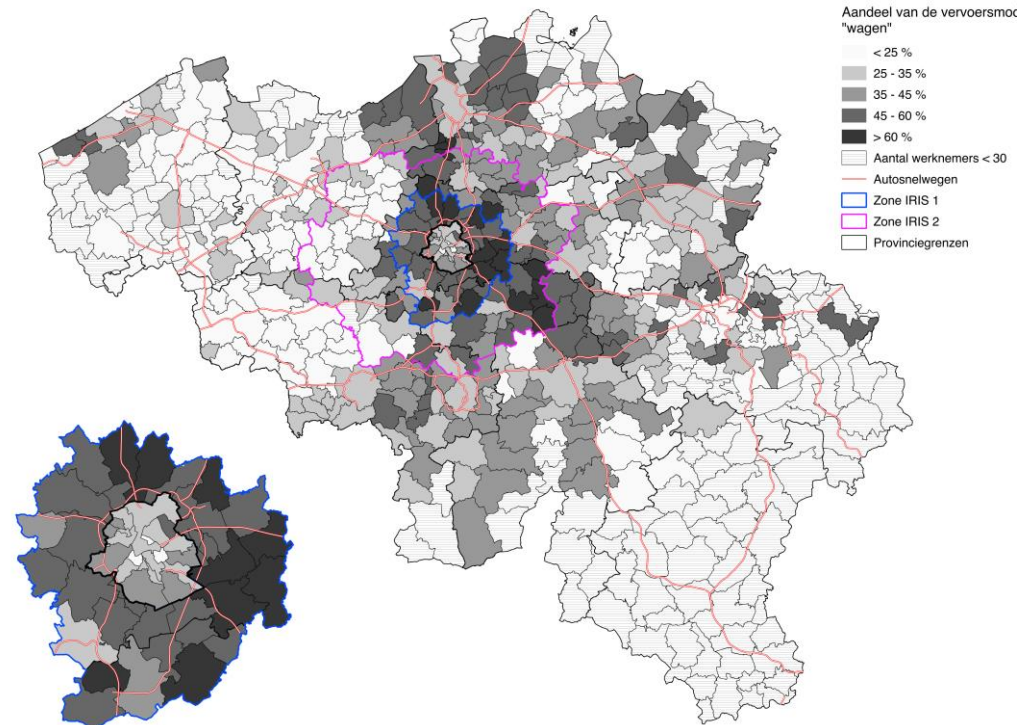 Aandeel van de vervoersmo
"wagen"
< 25 %
25 - 35 %
35 - 45 %
45 - 60 %
> 60 %
Aantal werknemers < 30
Autosnelwegen
Zone IRIS 1
Zone IRIS 2
Provinciegrenzen